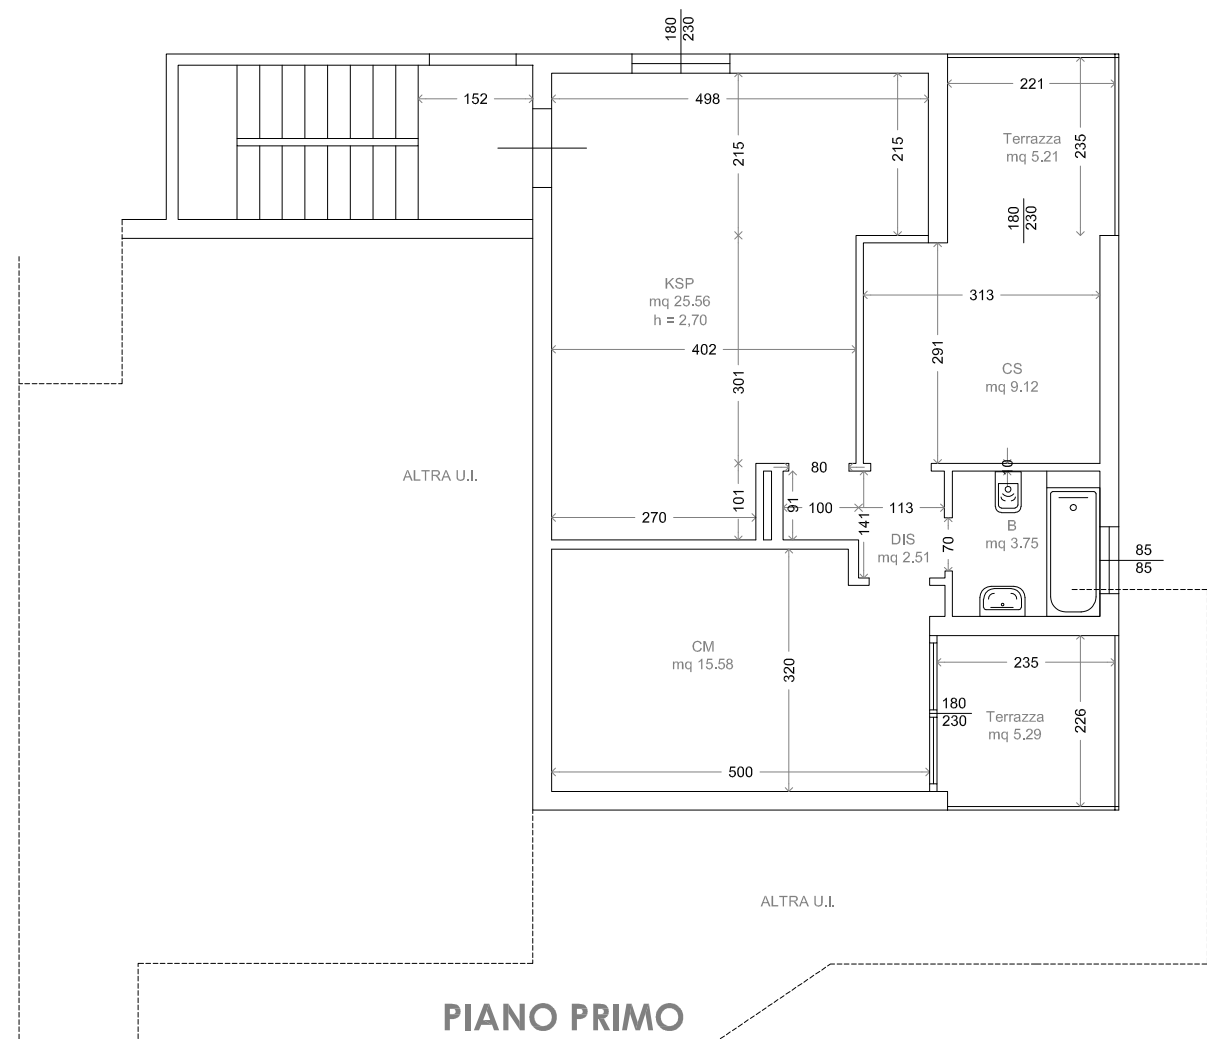 180
230
152
498
221
215
215
Terrazza
mq 5.21
235
180
230
KSP
mq 25.56
h = 2,70
313
402
291
301
CS
mq 9.12
ALTRA U.I.
80
101
91
270
100
141
113
DIS
mq 2.51
70
B
mq 3.75
85
85
CM
mq 15.58
320
235
180
230
Terrazza
mq 5.29
226
500
ALTRA U.I.
PIANO PRIMO